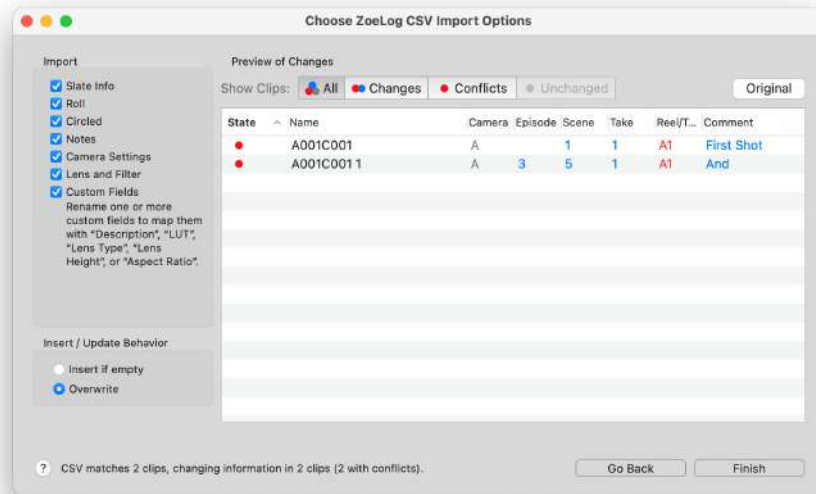 Choose ZoeLog CSV Import Options
Import
Slate Info
Roll
Circled
Notes
Camera Settings
Lens and Filter
Custom Fields
Rename one or more
custom fields to map them
with "Description", "LUT",
"Lens Type", "Lens
Height", or "Aspect Ratio".
Insert / Update Behavior
Insert if empty
Overwrite
Preview of Changes
Show Clips: All Changes Conflicts Unchanged Original
State Name Camera Episode Scene Take Reel/T... Comment
A001C001 A 1 1 A1 First Shot
A001C001 1 A 3 5 1 A1 And
? CSV matches 2 clips, changing information in 2 clips (2 with conflicts). Go Back Finish